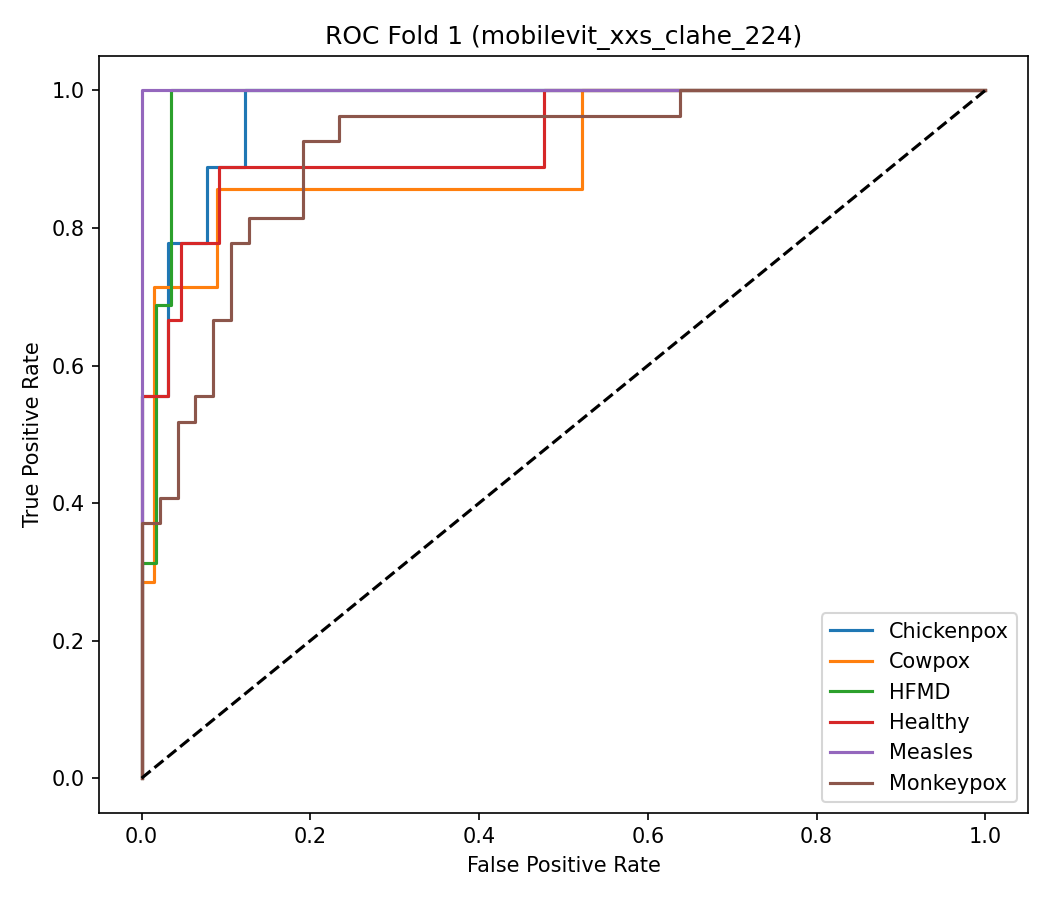 ROC Fold 1 (mobilevit_xxs_clahe_224)
True Positive Rate
1.0
0.8
0.6
0.4
0.2
0.0
0.0 0.2 0.4 0.6 0.8 1.0
False Positive Rate
Chickenpox
Cowpox
HFMD
Healthy
Measles
Monkeypox